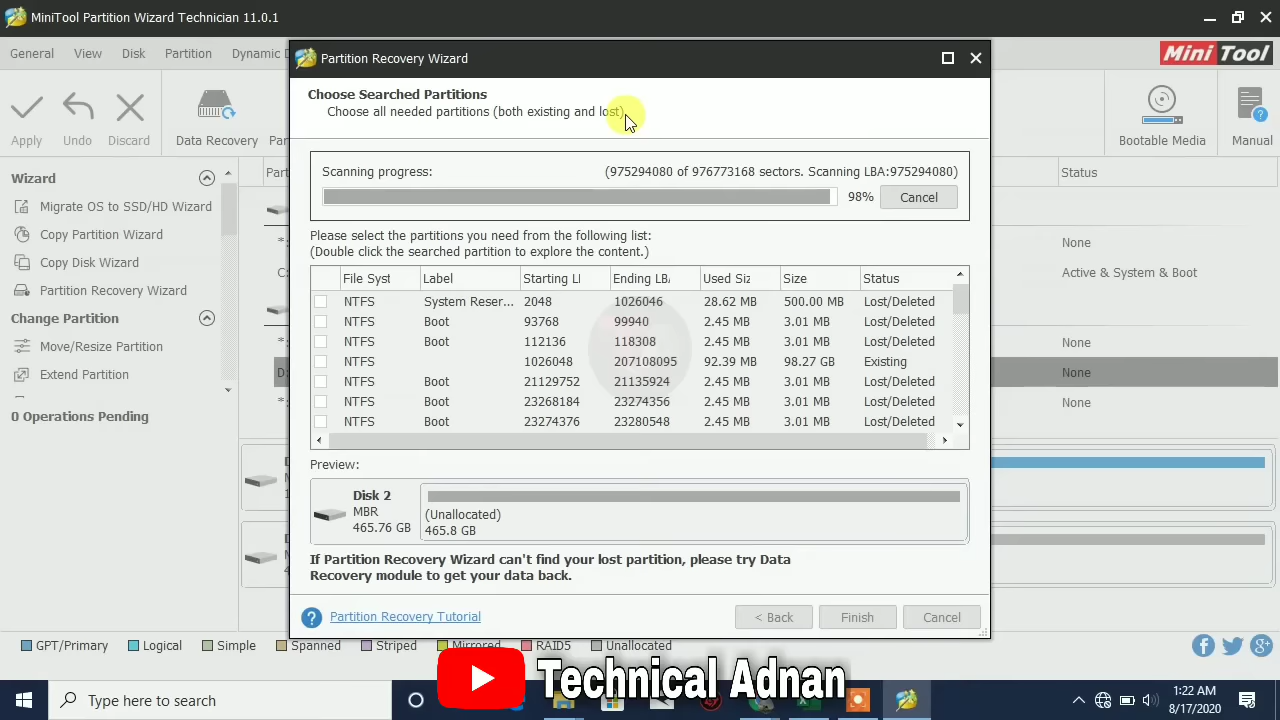 MiniTool Partition Wizard Technician 11.0.1
General View Disk Partition Dynamic D
Mini Tool
Partition Recovery Wizard
Choose Searched Partitions
Choose all needed partitions (both existing and lost)
Apply Undo Discard Data Recovery Par Bootable Media Manual
Wizard
Migrate OS to SSD/HD Wizard
Copy Partition Wizard
Copy Disk Wizard
Partition Recovery Wizard
Change Partition
Move/Resize Partition
Extend Partition
0 Operations Pending
Part
Status
None
C: Active & System & Boot
None
D: None
None
Scanning progress: (975294080 of 976773168 sectors. Scanning LBA:975294080)
98% Cancel
Please select the partitions you need from the following list:
(Double click the searched partition to explore the content.)
File Syst Label Starting LI Ending LB Used Siz Size Status
NTFS System Reser... 2048 1026046 28.62 MB 500.00 MB Lost/Deleted
NTFS Boot 93768 99940 2.45 MB 3.01 MB Lost/Deleted
NTFS Boot 112136 118308 2.45 MB 3.01 MB Lost/Deleted
NTFS 1026048 207108095 92.39 MB 98.27 GB Existing
NTFS Boot 21129752 21135924 2.45 MB 3.01 MB Lost/Deleted
NTFS Boot 23268184 23274356 2.45 MB 3.01 MB Lost/Deleted
NTFS Boot 23274376 23280548 2.45 MB 3.01 MB Lost/Deleted
Preview:
Disk 2
MBR
465.76 GB
(Unallocated)
465.8 GB
If Partition Recovery Wizard can't find your lost partition, please try Data
Recovery module to get your data back.
Partition Recovery Tutorial
< Back Finish Cancel
GPT/Primary Logical Simple Spanned Striped Mirrored RAID5 Unallocated
Technical Adnan
Type here to search
1:22 AM
8/17/2020